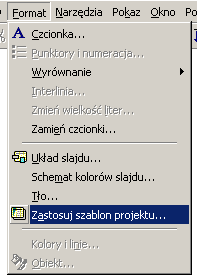 Format Narzędzia Pokaz Okno
Czcionka...
Punktory i numeracja...
Wyrównanie
Interlinia...
Zmień wielkość liter...
Zamień czcionki...
Układ slajdu...
Schemat kolorów slajdu...
Tło...
Zastosuj szablon projektu...
Kolory i linie...
Obiekt...